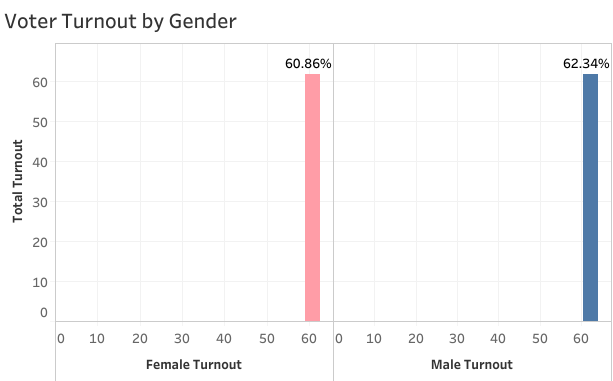 Voter Turnout by Gender
60.86%
62.34%
60
50
40
30
20
10
0
Total Turnout
0 10 20 30 40 50 60
0 10 20 30 40 50 60
Female Turnout
Male Turnout